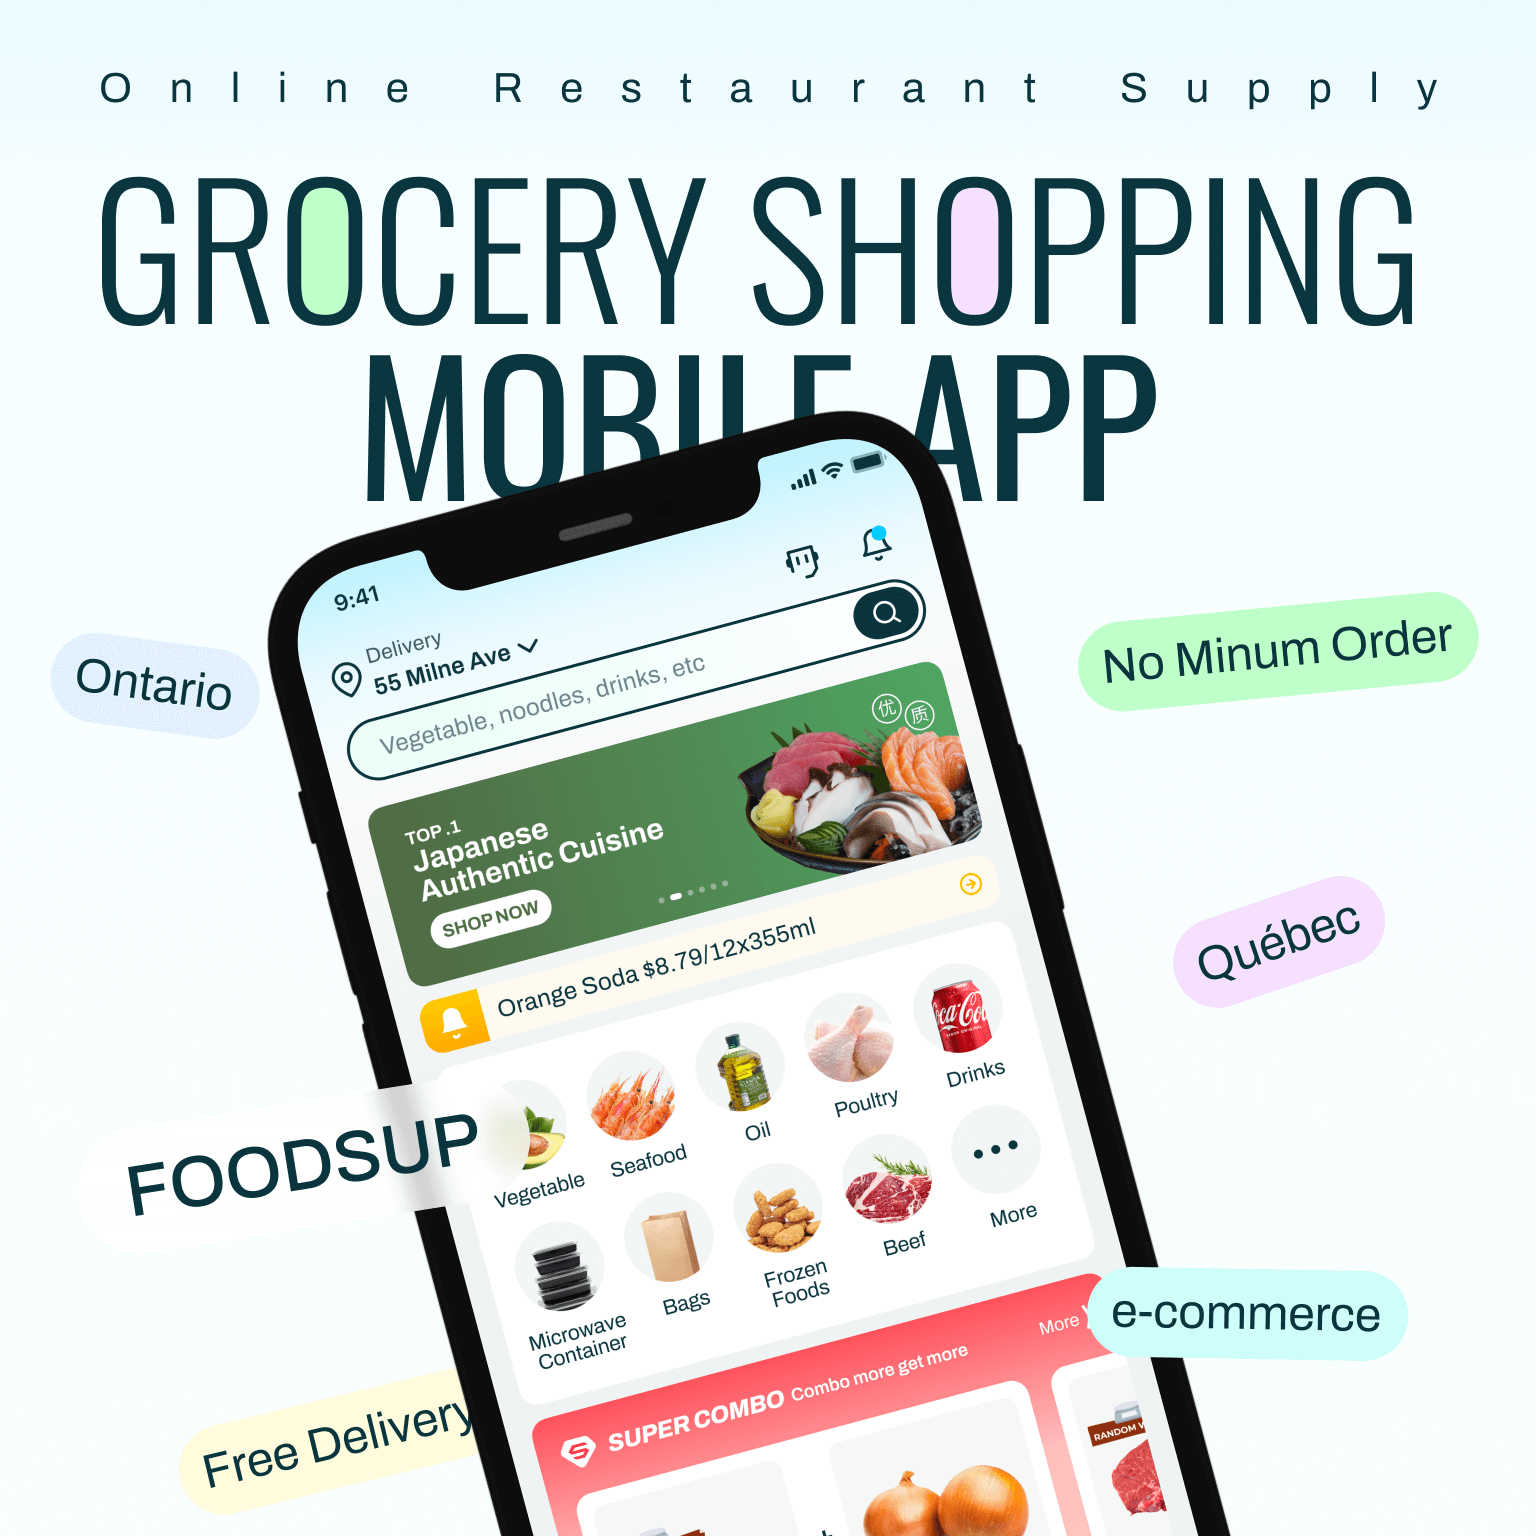 Online Restaurant Supply
GROCERY SHOPPING
MOBILE APP
9:41
Delivery
55 Milne Ave
Vegetable, noodles, drinks, etc
优质
TOP.1
Japanese
Authentic Cuisine
SHOP NOW
Orange Soda $8.79/12x355ml
Ontario
No Minum Order
Québec
FOODSUP
Vegetable
Seafood
Oil
Poultry
Drinks
Microwave
Container
Bags
Frozen
Foods
Beef
More
e-commerce
Free Delivery
SUPER COMBO Combo more get more
More
RANDOM